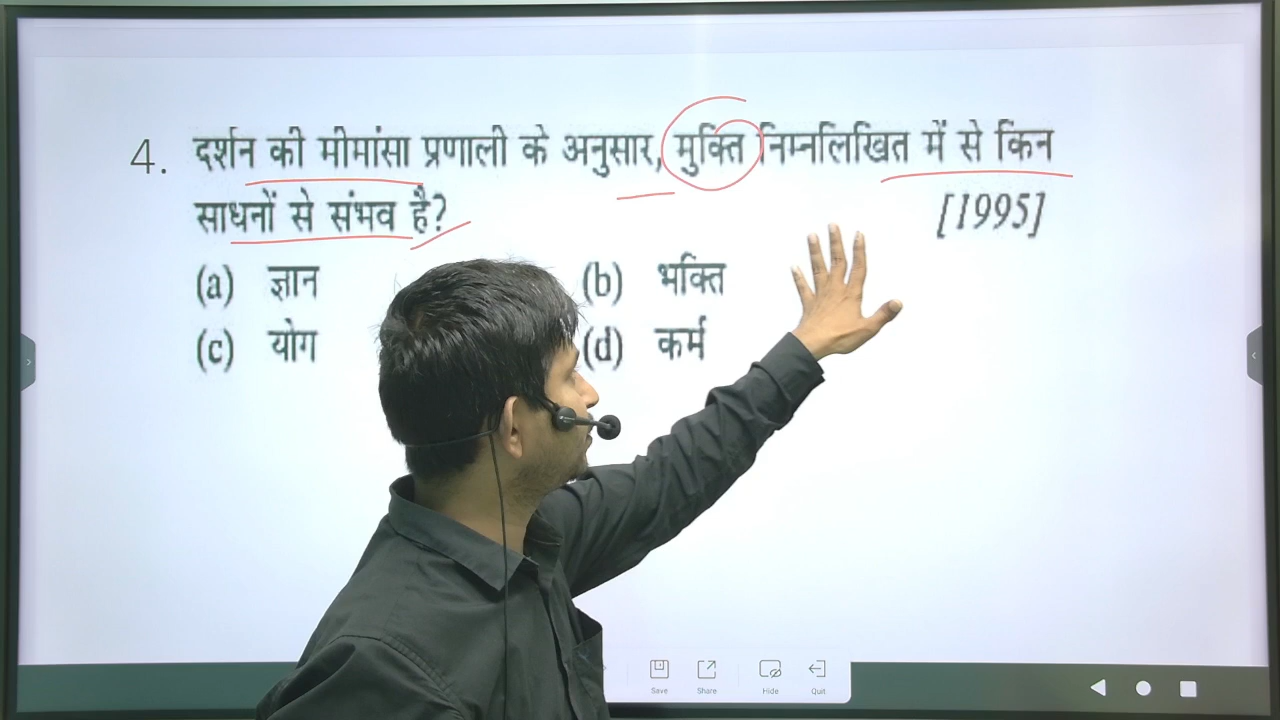 4. दर्शन की मीमांसा प्रणाली के अनुसार, मुक्ति निम्नलिखित में से किन
साधनों से संभव है? [1995]
(a) ज्ञान (b) भक्ति
(c) योग (d) कर्म
Save Share Hide Quit